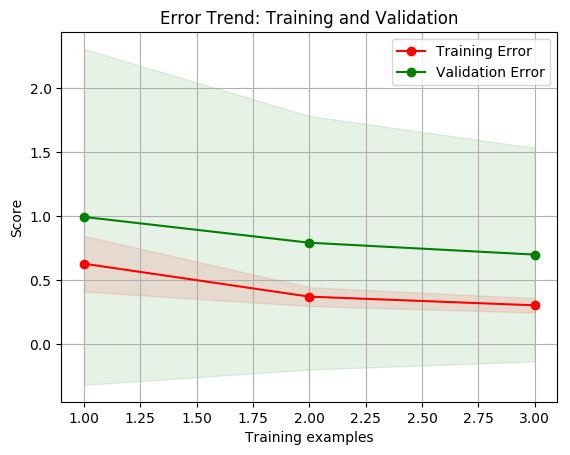 Error Trend: Training and Validation
Training Error
Validation Error
2.0
1.5
1.0
0.5
0.0
Score
1.00 1.25 1.50 1.75 2.00 2.25 2.50 2.75 3.00
Training examples